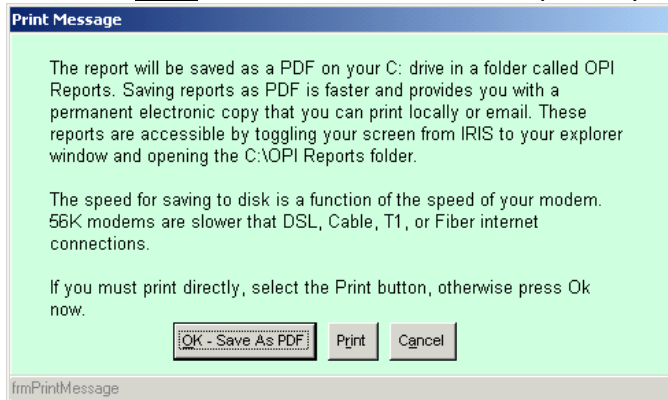 Print Message
The report will be saved as a PDF on your C: drive in a folder called OPI
Reports. Saving reports as PDF is faster and provides you with a
permanent electronic copy that you can print locally or email. These
reports are accessible by toggling your screen from IRIS to your explorer
window and opening the C:\OPI Reports folder.
The speed for saving to disk is a function of the speed of your modem.
56K modems are slower that DSL, Cable, T1, or Fiber internet
connections.
If you must print directly, select the Print button, otherwise press Ok
now.
OK - Save As PDF Print Cancel
frmPrintMessage